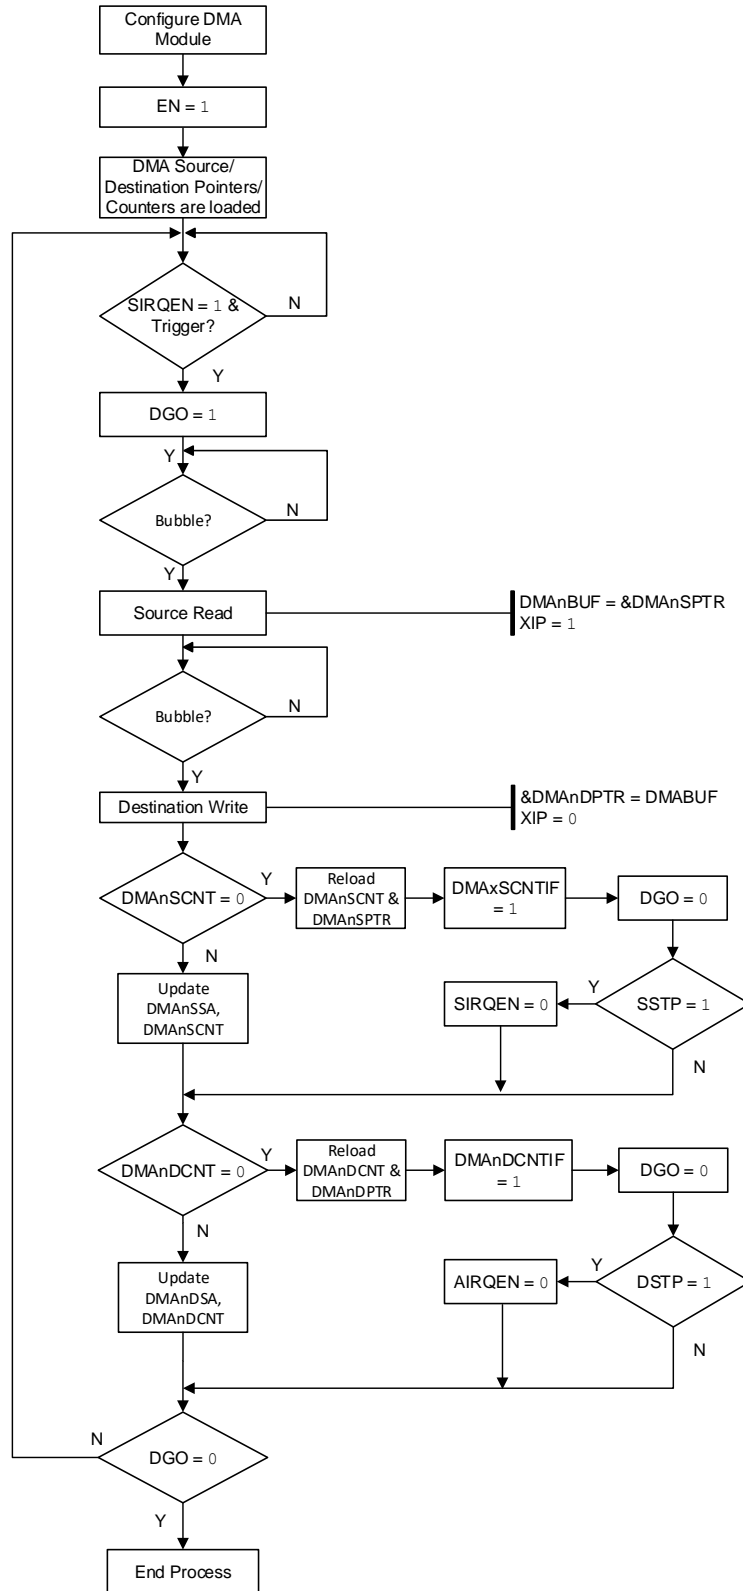 Configure DMA
Module
EN = 1
DMA Source/
Destination Pointers/
Counters are loaded
SIRQEN = 1 &
Trigger?
N
Y
DGO = 1
Y
Bubble?
N
Y
Source Read
DMAnBUF = &DMAnSPTR
XIP = 1
Bubble?
N
Y
Destination Write
&DMAnDPTR = DMABUF
XIP = 0
DMAnSCNT = 0
Y
Reload
DMAnSCNT &
DMAnSPTR
DMAxSCNTIF
= 1
DGO = 0
N
Update
DMAnSSA,
DMAnSCNT
SIRQEN = 0
Y
SSTP = 1
N
DMAnDCNT = 0
Y
Reload
DMAnDCNT &
DMAnDPTR
DMAnDCNTIF
= 1
DGO = 0
N
Update
DMAnDSA,
DMAnDCNT
AIRQEN = 0
Y
DSTP = 1
N
N
DGO = 0
Y
End Process